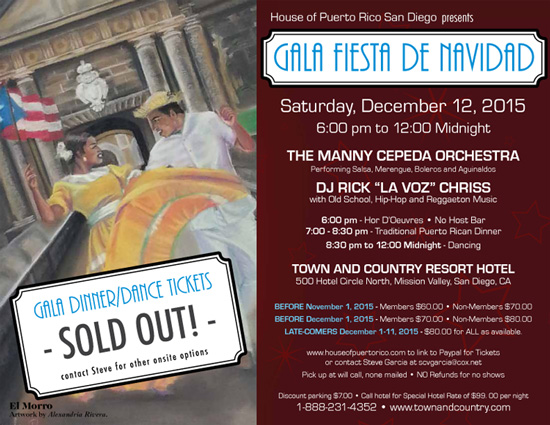 House of Puerto Rico San Diego presents
GALA FIESTA DE NAVIDAD
Saturday, December 12, 2015
6:00 pm to 12:00 Midnight
THE MANNY CEPEDA ORCHESTRA
Performing Salsa, Merengue, Boleros and Aguinaldos
DJ RICK "LA VOZ" CHRISS
with Old School, Hip-Hop and Reggaeton Music
6:00 pm - Hor D'Oeuvres • No Host Bar
7:00 - 8:30 pm - Traditional Puerto Rican Dinner
8:30 pm to 12:00 Midnight - Dancing
TOWN AND COUNTRY RESORT HOTEL
500 Hotel Circle North, Mission Valley, San Diego, CA
BEFORE November 1, 2015 - Members $60.00 • Non-Members $70.00
BEFORE December 1, 2015 - Members $70.00 • Non-Members $80.00
LATE-COMERS December 1-11, 2015 - $80.00 for ALL as available.
www.houseofpuertorico.com to link to Paypal for Tickets
or contact Steve Garcia at scvgarcia@cox.net
Pick up at will call, none mailed • NO Refunds for no shows
Discount parking $7.00 • Call hotel for Special Hotel Rate of $99. 00 per night
1-888-231-4352 • www.townandcountry.com
GALA DINNER/DANCE TICKETS
- SOLD OUT! -
contact Steve for other onsite options
El Morro
Artwork by Alexandria Rivera.